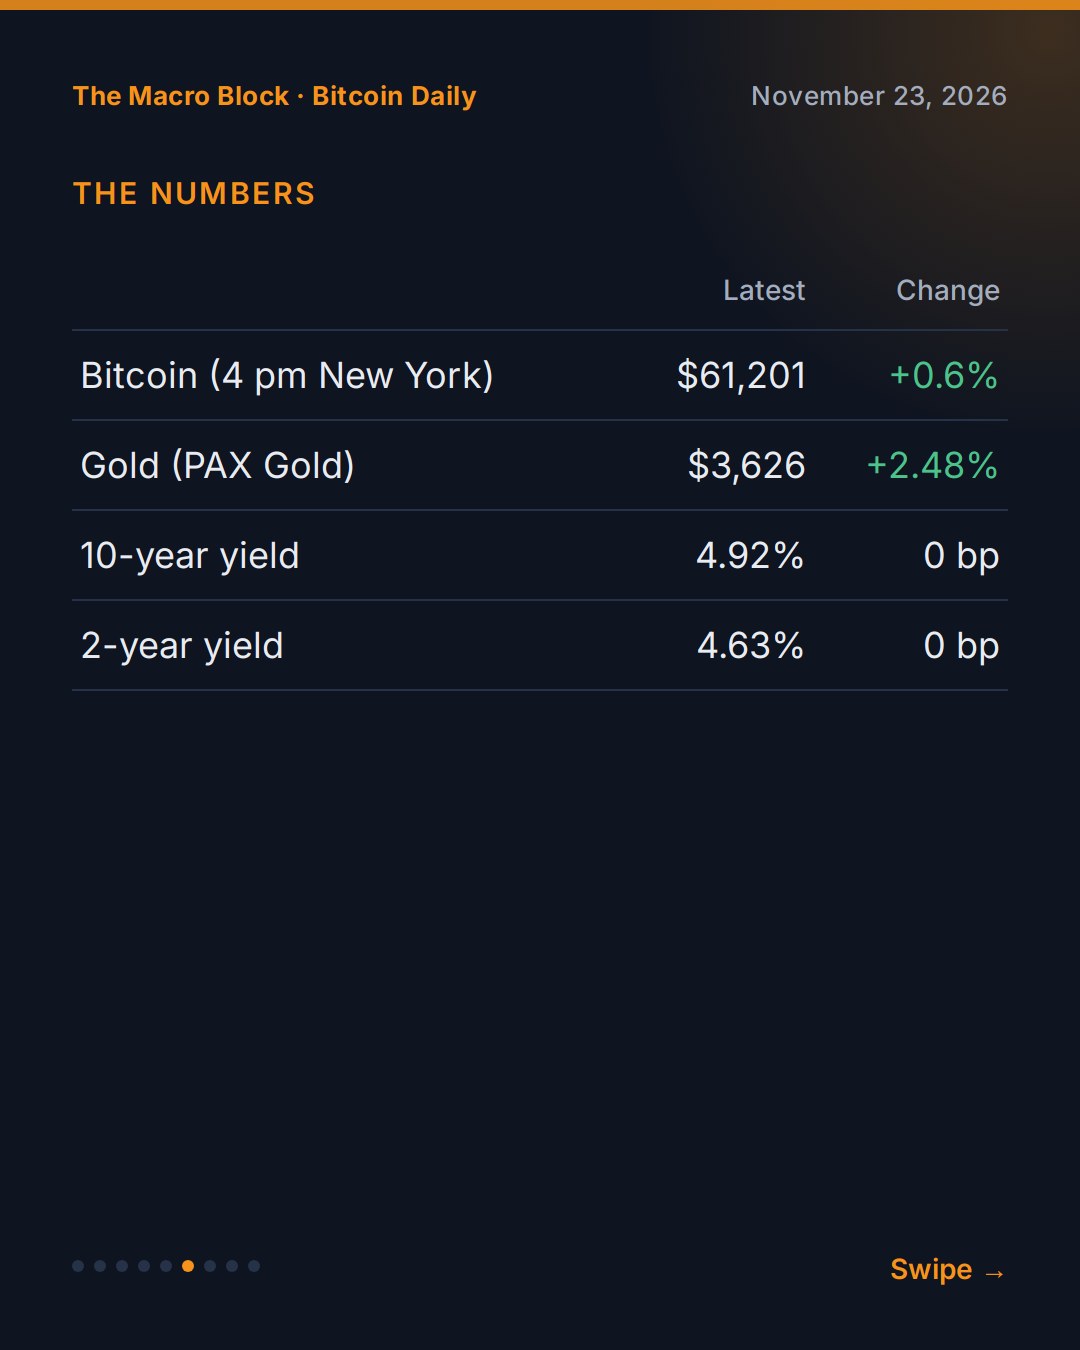 The Macro Block · Bitcoin Daily November 23, 2026
THE NUMBERS
Latest Change
Bitcoin (4 pm New York) $61,201 +0.6%
Gold (PAX Gold) $3,626 +2.48%
10-year yield 4.92% 0 bp
2-year yield 4.63% 0 bp
Swipe →